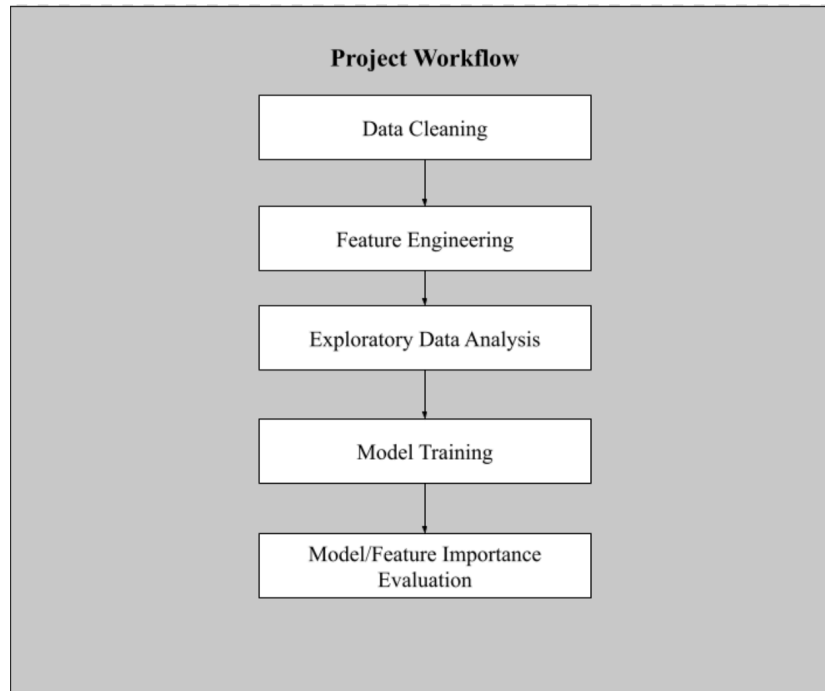 Project Workflow
Data Cleaning
Feature Engineering
Exploratory Data Analysis
Model Training
Model/Feature Importance
Evaluation